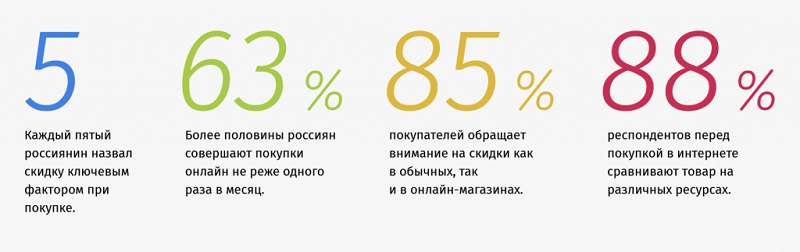 5
Каждый пятый
россиянин назвал
скидку ключевым
фактором при
покупке.
63 %
Более половины россиян
совершают покупки
онлайн не реже одного
раза в месяц.
85 %
покупателей обращает
внимание на скидки как
в обычных, так
и в онлайн-магазинах.
88 %
респондентов перед
покупкой в интернете
сравнивают товар на
различных ресурсах.